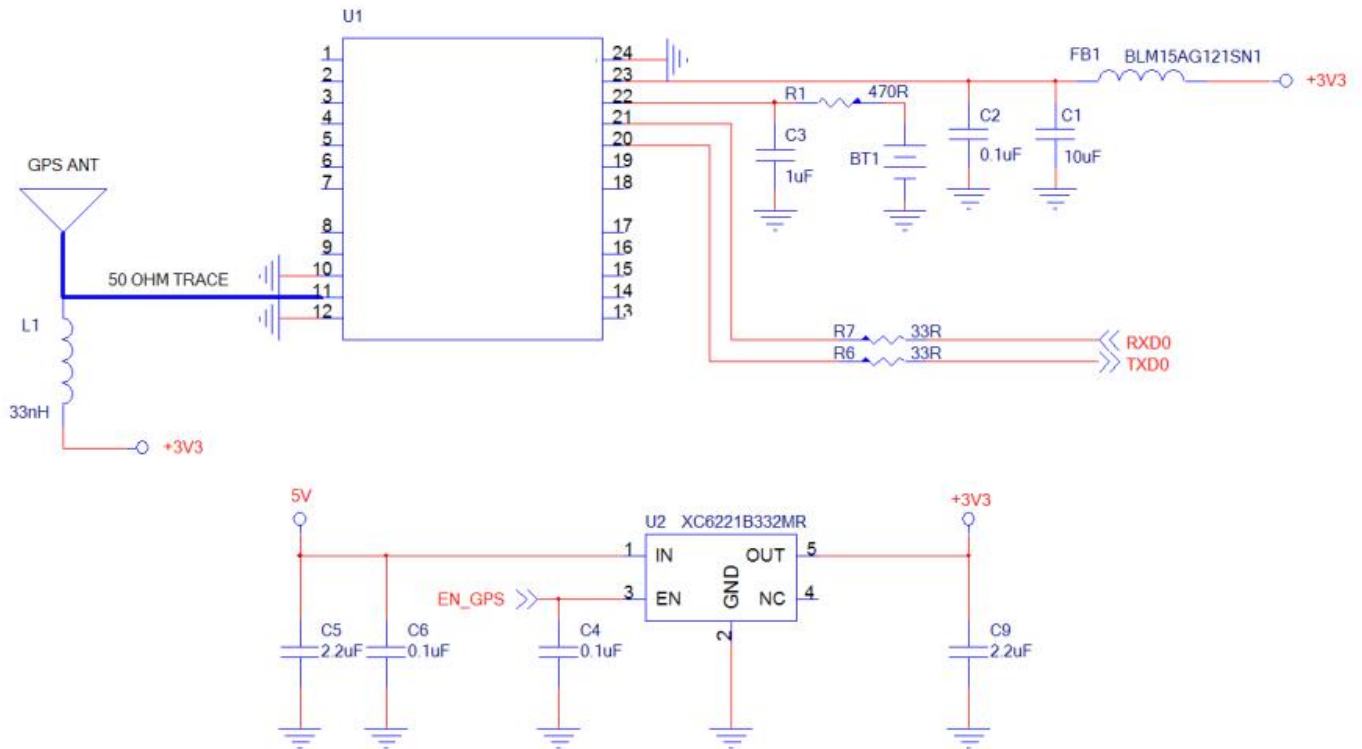 U1
1
2
3
4
5
6
7
8
9
10
11
12
24
23
22
21
20
19
18
17
16
15
14
13
GPS ANT
50 OHM TRACE
L1
33nH
+3V3
R1 470R
C3
1uF
BT1
C2
0.1uF
C1
10uF
FB1 BLM15AG121SN1
+3V3
R7 33R
RXD0
R6 33R
TXD0
5V
C5
2.2uF
C6
0.1uF
EN_GPS
C4
0.1uF
U2 XC6221B332MR
1 IN OUT 5
3 EN GND NC 4
2
+3V3
C9
2.2uF